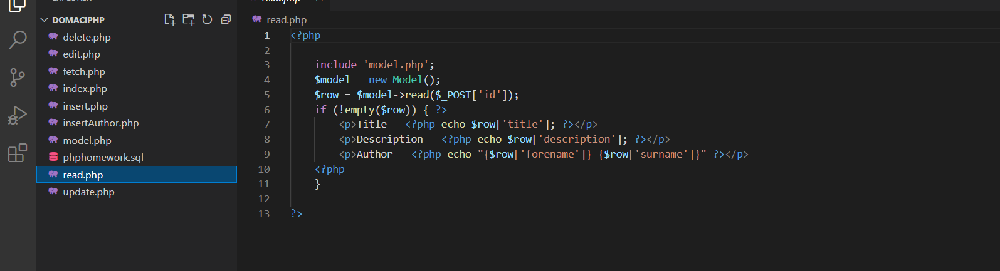 DOMACIPHP
delete.php
edit.php
fetch.php
index.php
insert.php
insertAuthor.php
model.php
phphomework.sql
read.php
update.php
read.php
1 <?php
2
3 include 'model.php';
4 $model = new Model();
5 $row = $model->read($_POST['id']);
6 if (!empty($row)) { ?>
7 <p>Title - <?php echo $row['title']; ?></p>
8 <p>Description - <?php echo $row['description']; ?></p>
9 <p>Author - <?php echo "{$row['forename']} {$row['surname']}" ?></p>
10 <?php
11 }
12
13 ?>